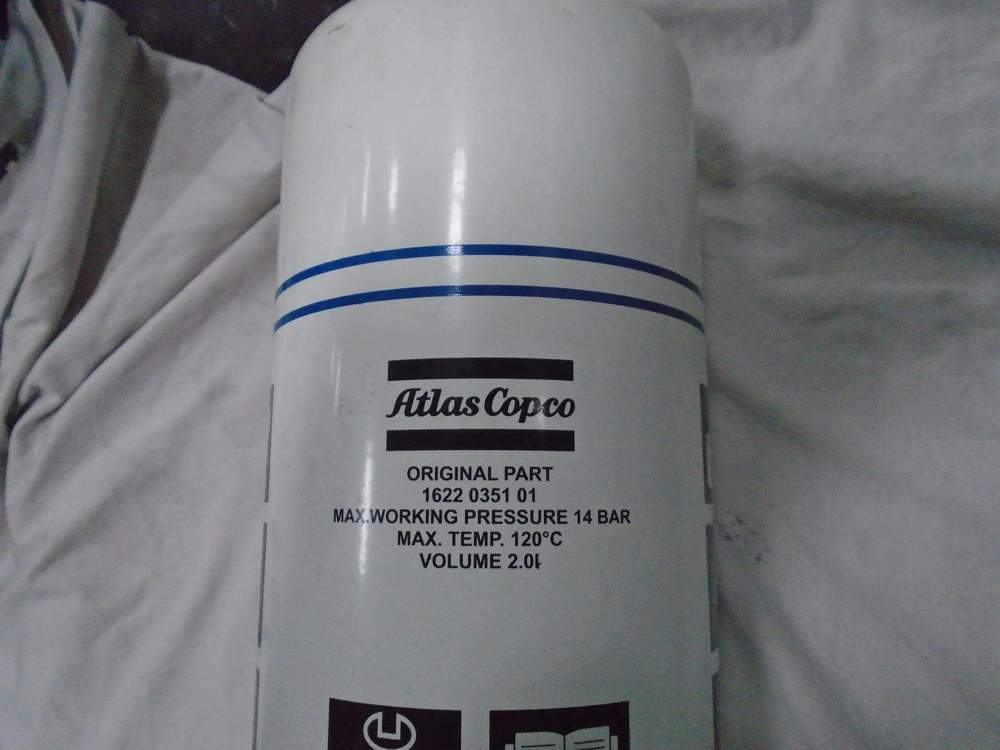 Atlas Copco
ORIGINAL PART
1622 0351 01
MAX.WORKING PRESSURE 14 BAR
MAX. TEMP. 120°C
VOLUME 2.0l